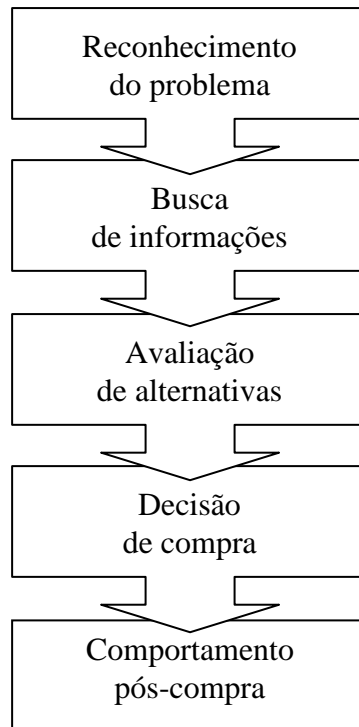 Reconhecimento
do problema
Busca
de informações
Avaliação
de alternativas
Decisão
de compra
Comportamento
pós-compra